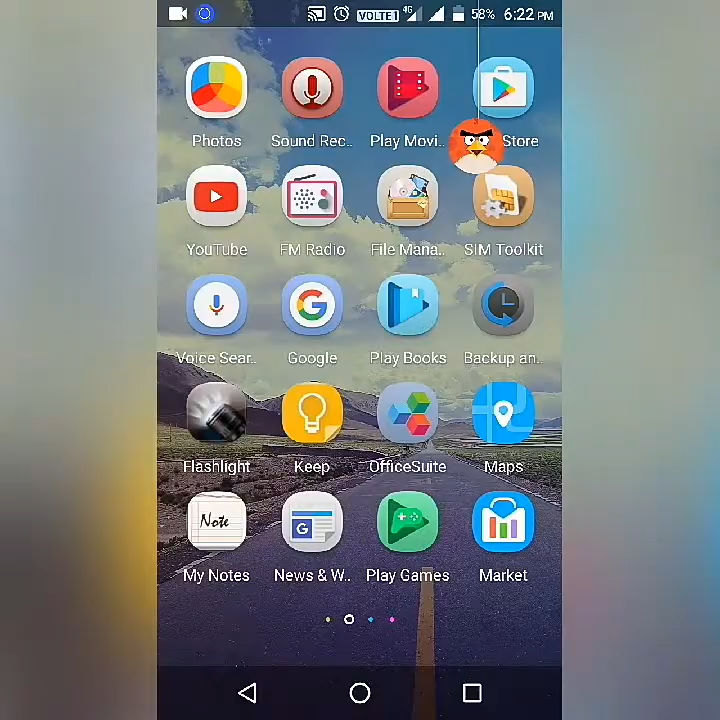 VOLTE1 4G 58% 6:22 PM
Photos Sound Rec.. Play Movi.. Store
YouTube FM Radio File Mana.. SIM Toolkit
Voice Sear.. Google Play Books Backup an..
Flashlight Keep OfficeSuite Maps
Note
My Notes News & W.. Play Games Market